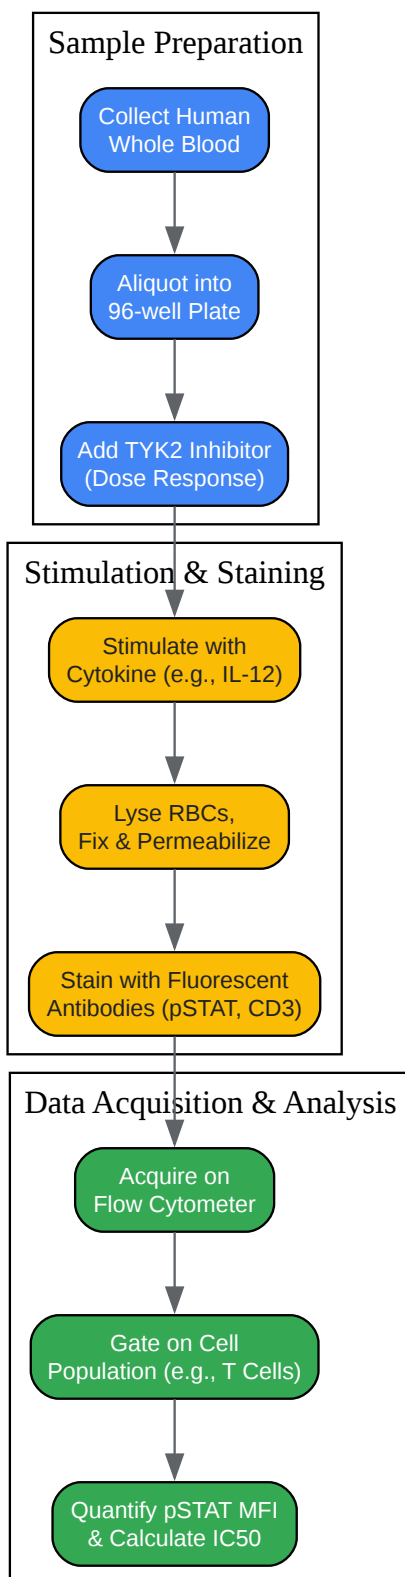 Sample Preparation
Collect Human
Whole Blood
Aliquot into
96-well Plate
Add TYK2 Inhibitor
(Dose Response)
Stimulation & Staining
Stimulate with
Cytokine (e.g., IL-12)
Lyse RBCs,
Fix & Permeabilize
Stain with Fluorescent
Antibodies (pSTAT, CD3)
Data Acquisition & Analysis
Acquire on
Flow Cytometer
Gate on Cell
Population (e.g., T Cells)
Quantify pSTAT MFI
& Calculate IC50